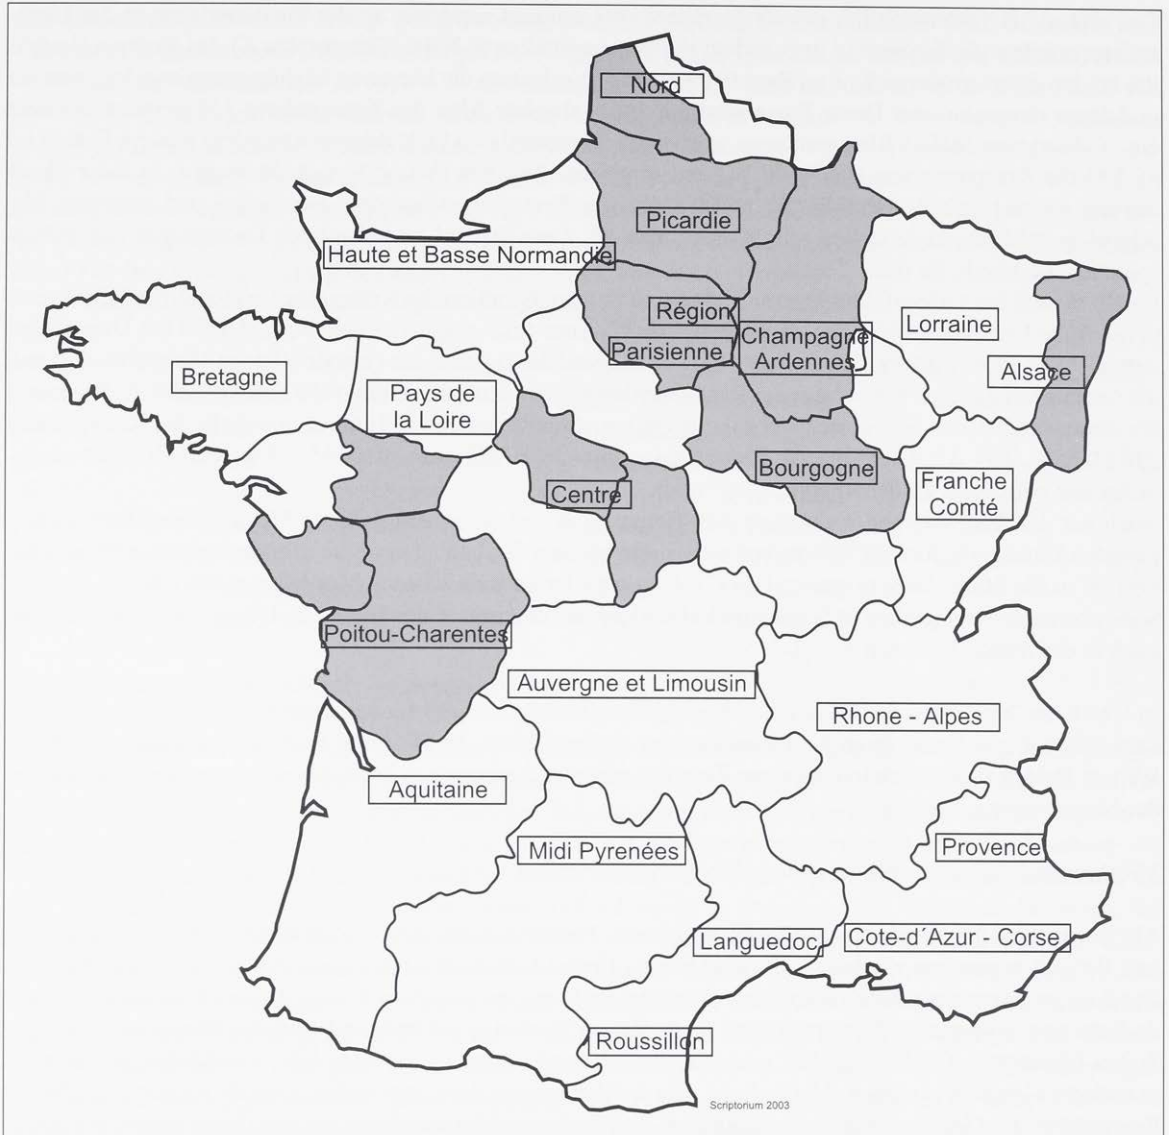 Nord
Picardie
Haute et Basse Normandie
Région
Parisienne
Champagne
Ardennes
Lorraine
Alsace
Bretagne
Pays de
la Loire
Centre
Bourgogne
Franche
Comté
Poitou-Charentes
Auvergne et Limousin
Rhone - Alpes
Aquitaine
Midi Pyrenées
Provence
Languedoc
Cote-d´Azur - Corse
Roussillon
Scriptorium 2003